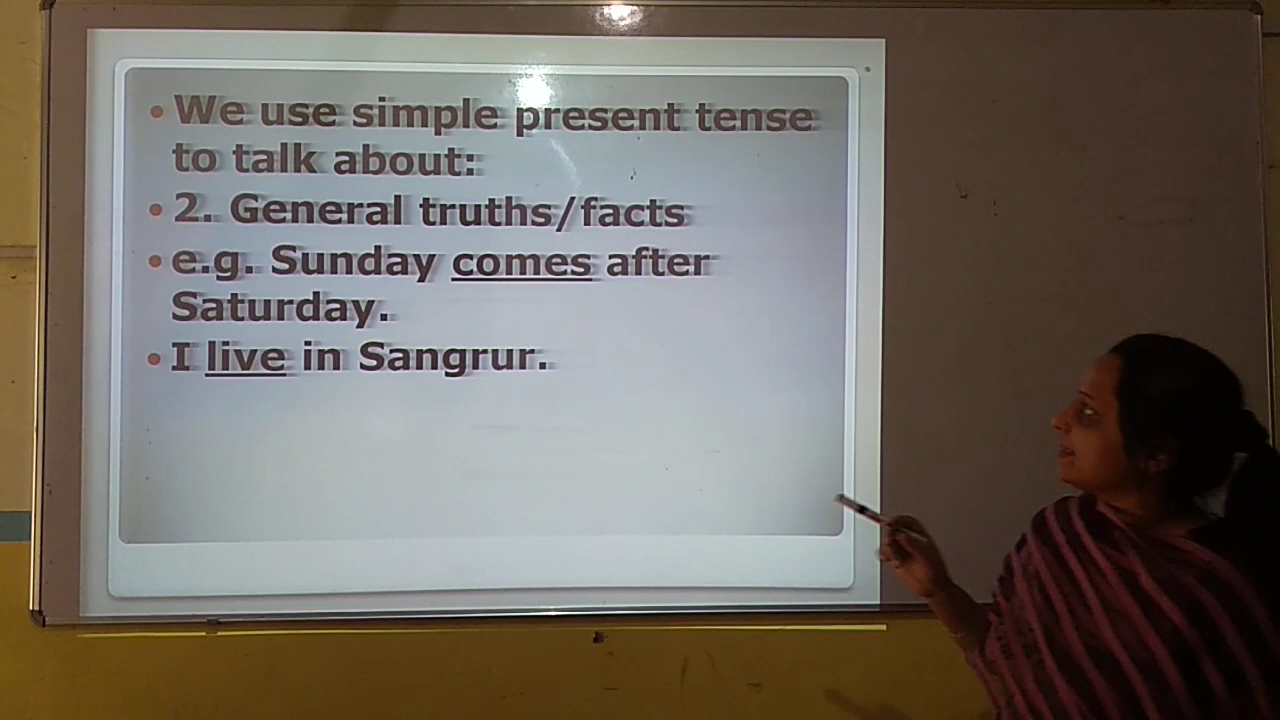 We use simple present tense
to talk about:
2. General truths/facts
e.g. Sunday comes after
Saturday.
I live in Sangrur.